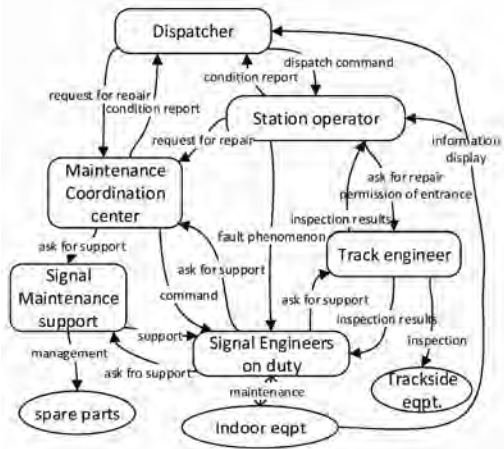 Dispatcher
dispatch command
condition report
request for repair
condition report
Station operator
request for repair
information
display
Maintenance
Coordination
center
ask for repair
permission of entrance
inspection results
fault phenomenon
Track engineer
ask for support
ask for support
Signal
Maintenance
support
command
ask for support
inspection results
inspection
support
Signal Engineers
on duty
management
ask fro support
maintenance
Trackside
eqpt.
spare parts
Indoor eqpt